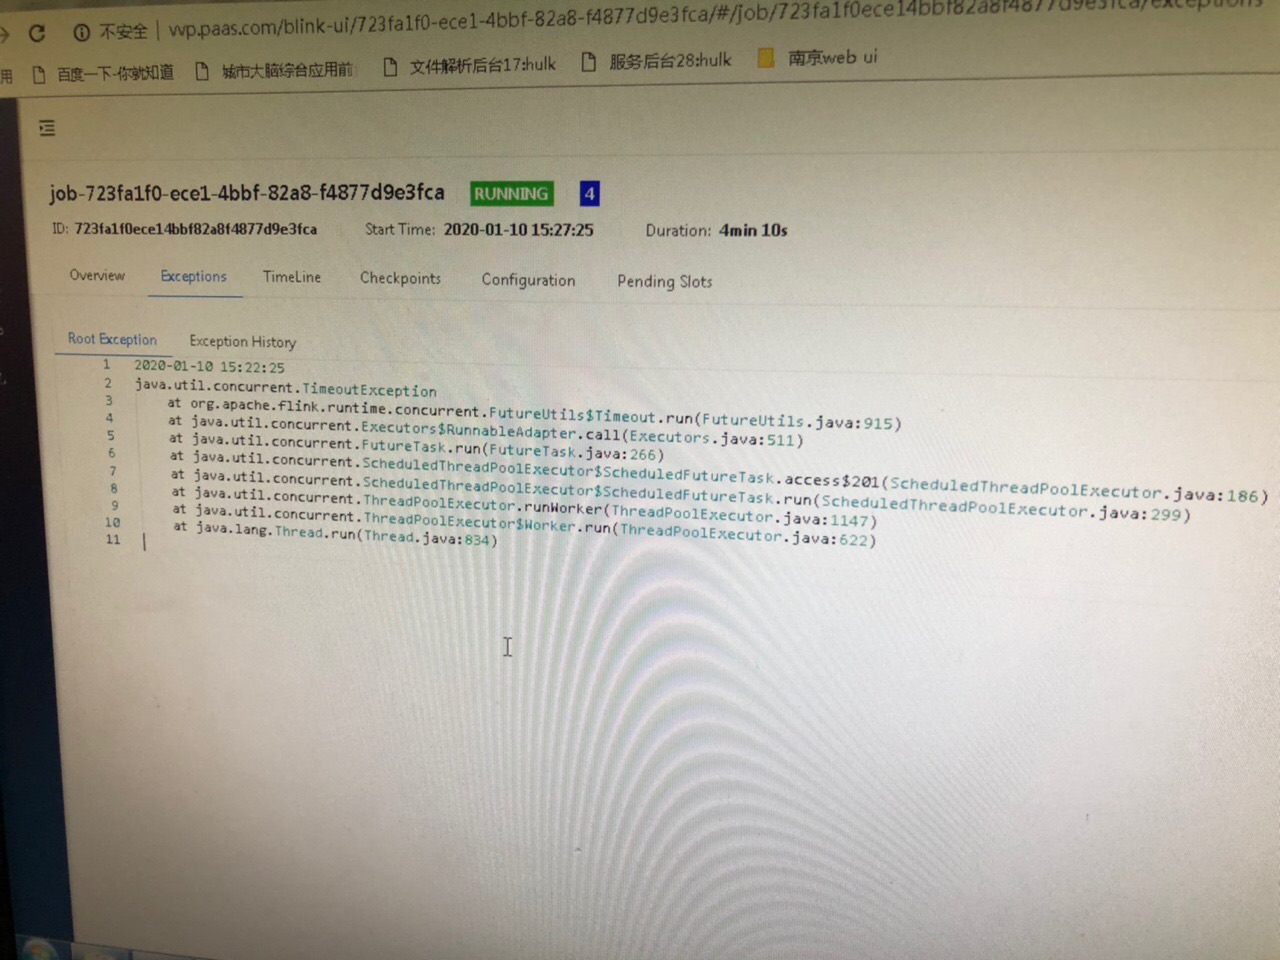 不安全 | vvp.paas.com/blink-ui/723fa1f0-ece1-4bbf-82a8-f4877d9e3fca/#/job/723fa1f0ece14bbf82a8f4877d9e3fca/exceptions
用 百度一下·你就知道 城市大脑综合应用前 文件解析后台17:hulk 服务后台28:hulk 南京web ui
job-723fa1f0-ece1-4bbf-82a8-f4877d9e3fca RUNNING 4
ID: 723fa1f0ece14bbf82a8f4877d9e3fca Start Time: 2020-01-10 15:27:25 Duration: 4min 10s
Overview Exceptions TimeLine Checkpoints Configuration Pending Slots
Root Exception Exception History
1 2020-01-10 15:22:25
2 java.util.concurrent.TimeoutException
3 at org.apache.flink.runtime.concurrent.FutureUtils$Timeout.run(FutureUtils.java:915)
4 at java.util.concurrent.Executors$RunnableAdapter.call(Executors.java:511)
5 at java.util.concurrent.FutureTask.run(FutureTask.java:266)
6 at java.util.concurrent.ScheduledThreadPoolExecutor$ScheduledFutureTask.access$201(ScheduledThreadPoolExecutor.java:186)
7 at java.util.concurrent.ScheduledThreadPoolExecutor$ScheduledFutureTask.run(ScheduledThreadPoolExecutor.java:299)
8 at java.util.concurrent.ThreadPoolExecutor.runWorker(ThreadPoolExecutor.java:1147)
9 at java.util.concurrent.ThreadPoolExecutor$Worker.run(ThreadPoolExecutor.java:622)
10 at java.lang.Thread.run(Thread.java:834)
11